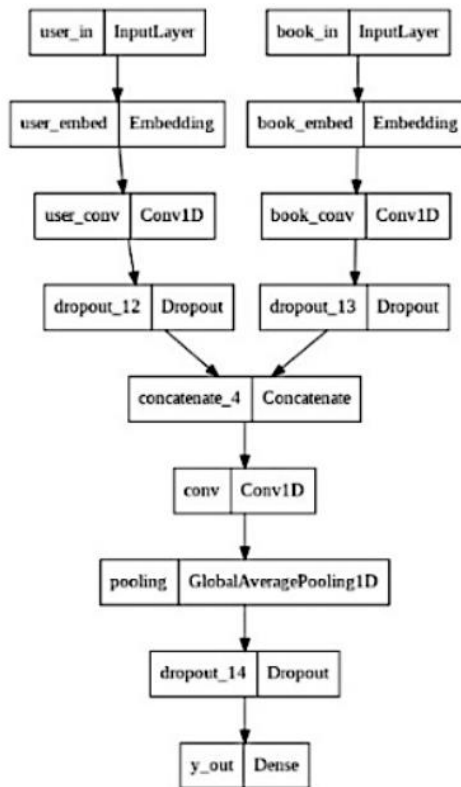 user_in InputLayer
book_in InputLayer
user_embed Embedding
book_embed Embedding
user_conv Conv1D
book_conv Conv1D
dropout_12 Dropout
dropout_13 Dropout
concatenate_4 Concatenate
conv Conv1D
pooling GlobalAveragePooling1D
dropout_14 Dropout
y_out Dense